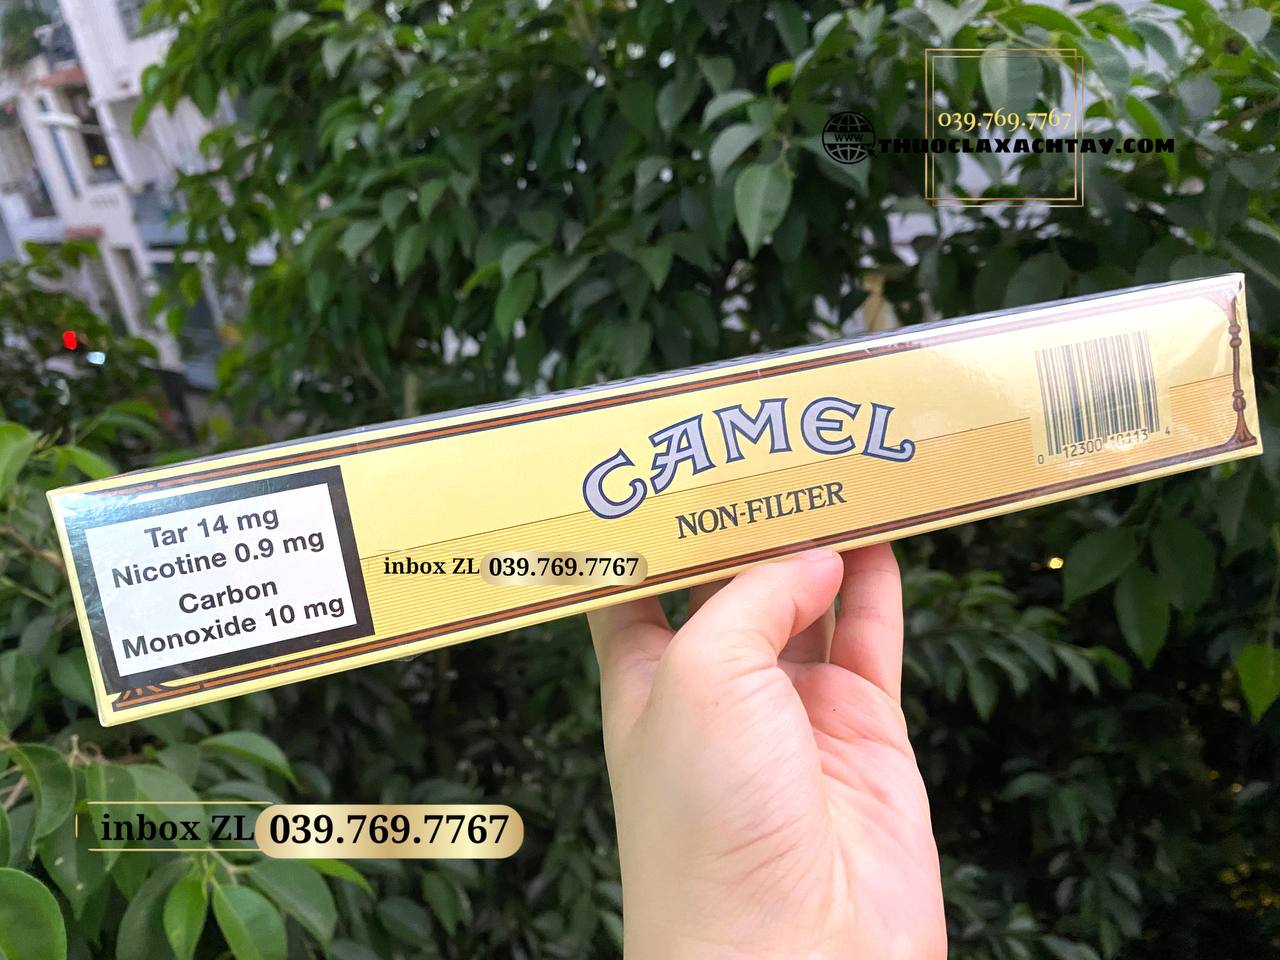 039.769.7767
www
THUOCLAXACHTAY.COM
CAMEL
NON-FILTER
Tar 14 mg
Nicotine 0.9 mg
Carbon
Monoxide 10 mg
inbox ZL 039.769.7767
inbox ZL 039.769.7767